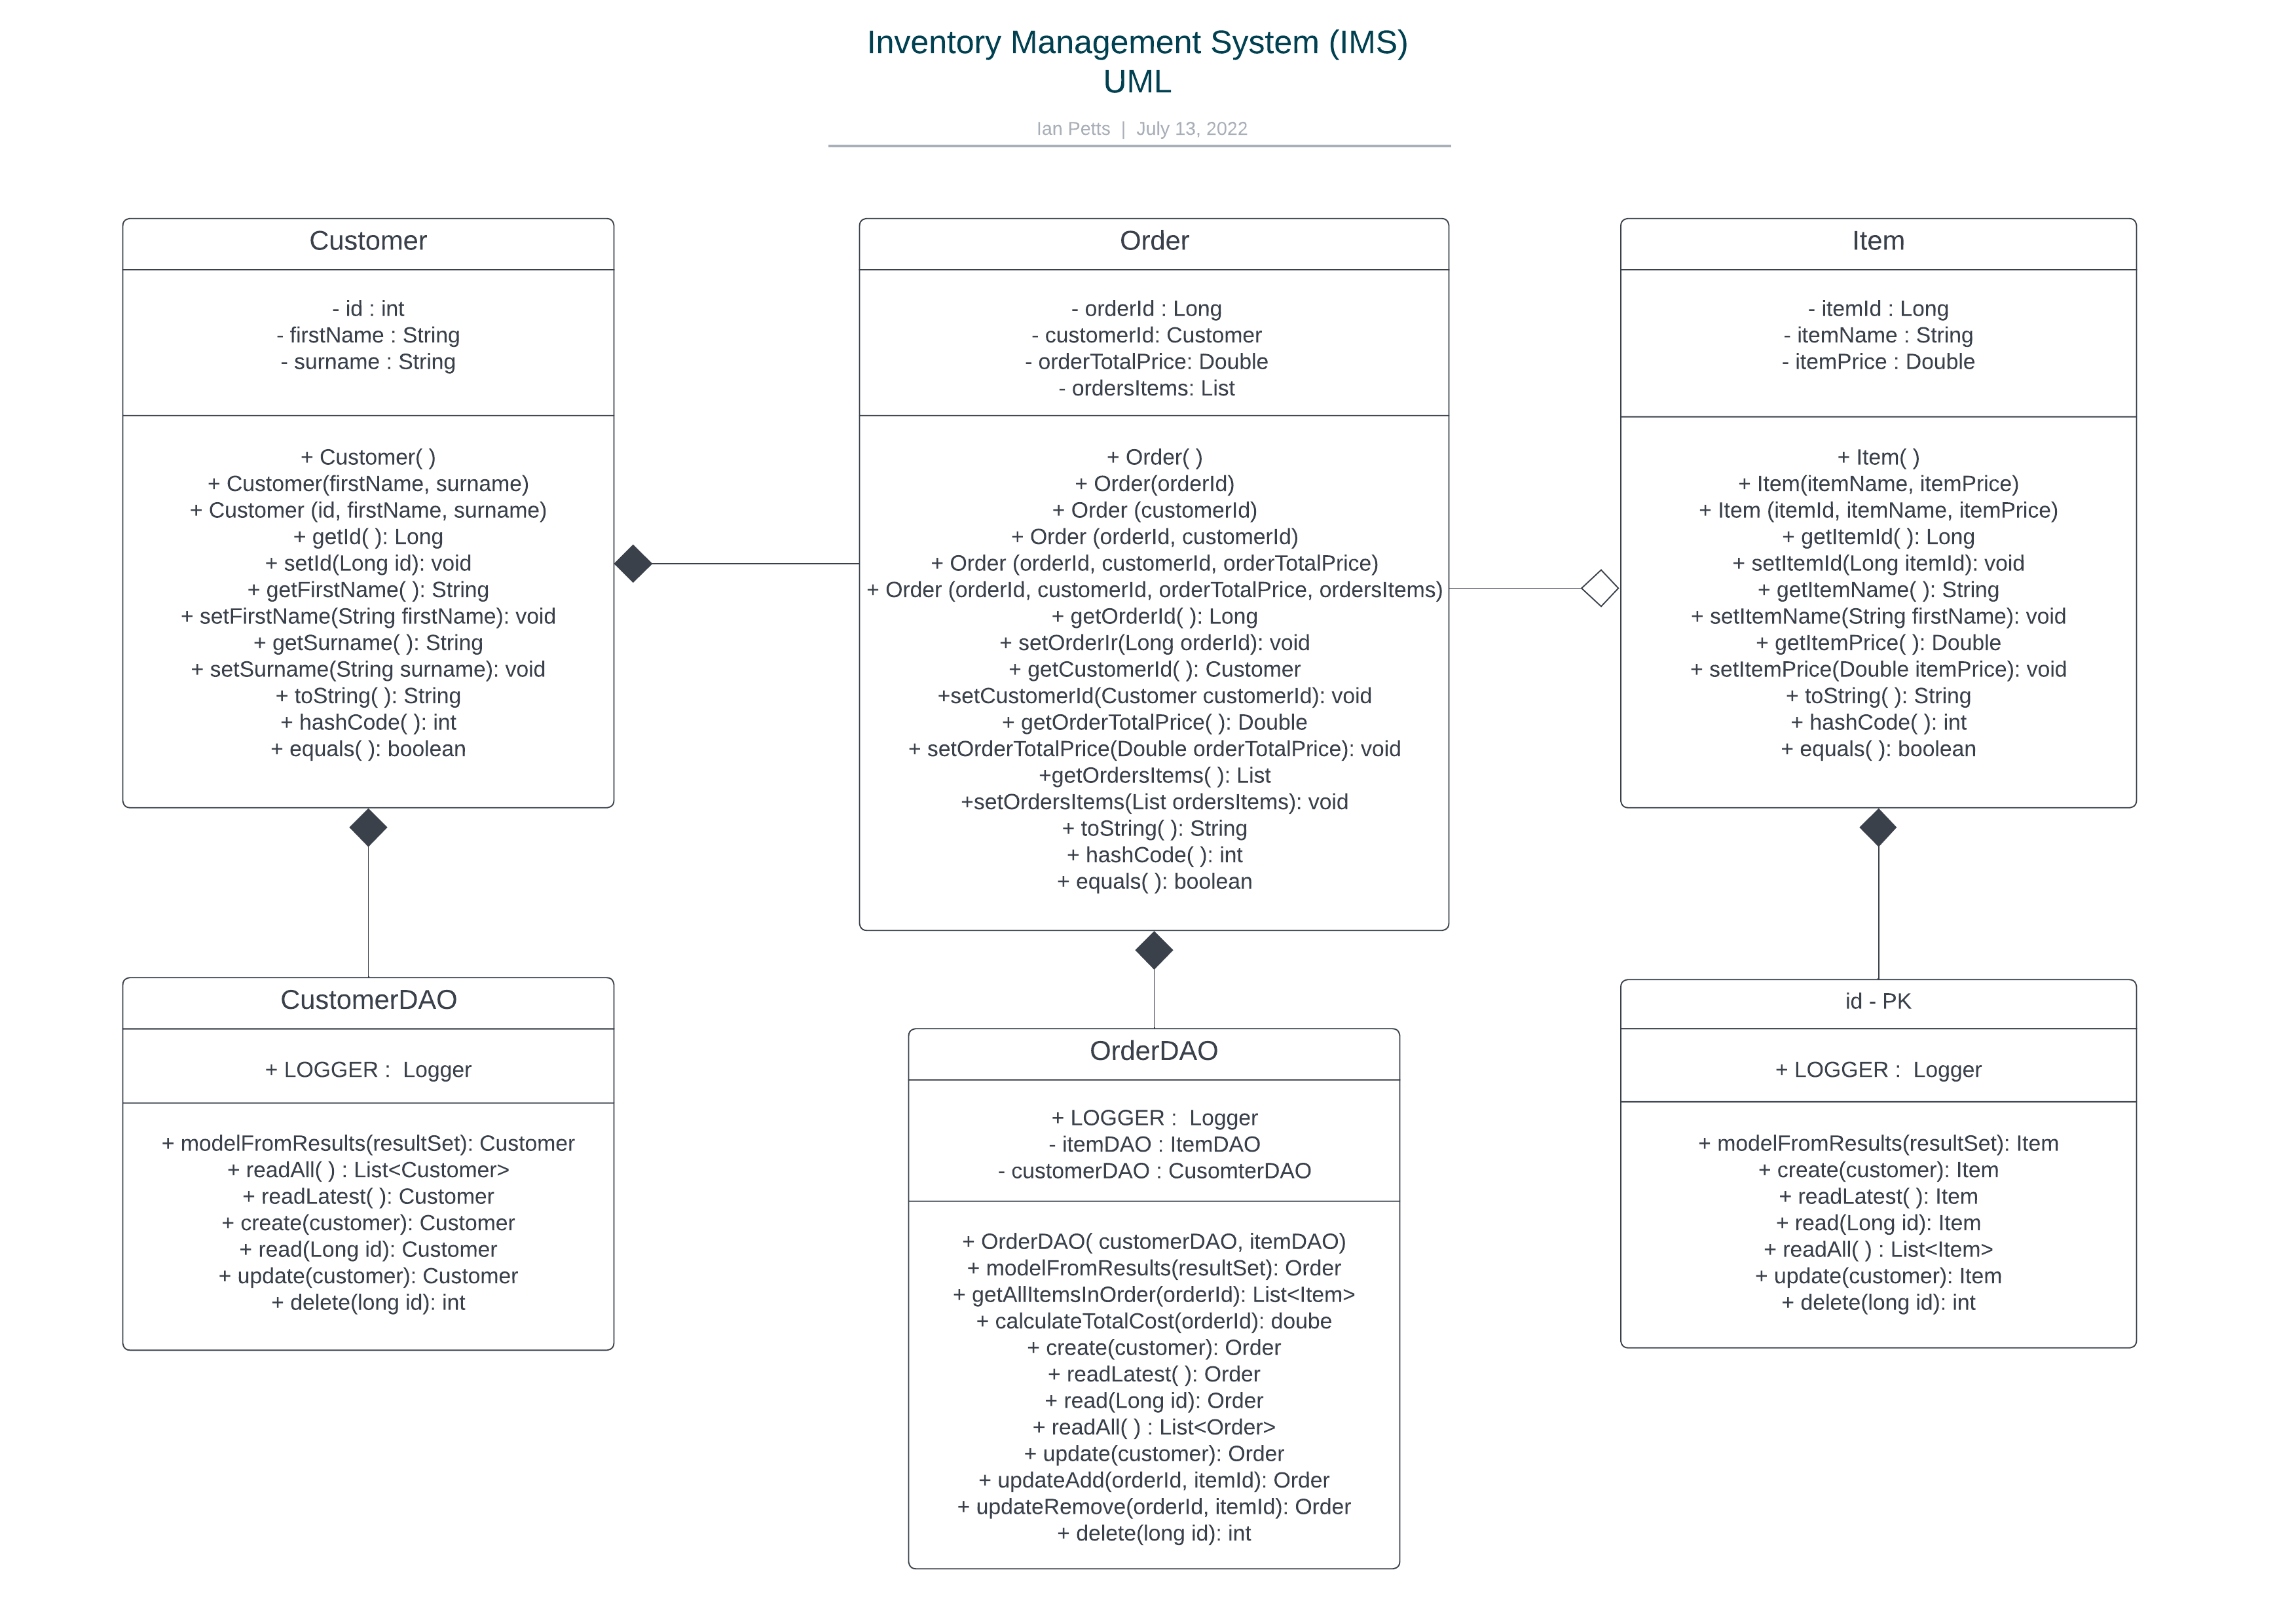 Inventory Management System (IMS)
UML
Ian Petts | July 13, 2022
Customer
- id : int
- firstName : String
- surname : String
+ Customer( )
+ Customer(firstName, surname)
+ Customer (id, firstName, surname)
+ getId( ): Long
+ setId(Long id): void
+ getFirstName( ): String
+ setFirstName(String firstName): void
+ getSurname( ): String
+ setSurname(String surname): void
+ toString( ): String
+ hashCode( ): int
+ equals( ): boolean
Order
- orderId : Long
- customerId: Customer
- orderTotalPrice: Double
- ordersItems: List
+ Order( )
+ Order(orderId)
+ Order (customerId)
+ Order (orderId, customerId)
+ Order (orderId, customerId, orderTotalPrice)
+ Order (orderId, customerId, orderTotalPrice, ordersItems)
+ getOrderId( ): Long
+ setOrderIr(Long orderId): void
+ getCustomerId( ): Customer
+setCustomerId(Customer customerId): void
+ getOrderTotalPrice( ): Double
+ setOrderTotalPrice(Double orderTotalPrice): void
+getOrdersItems( ): List
+setOrdersItems(List ordersItems): void
+ toString( ): String
+ hashCode( ): int
+ equals( ): boolean
Item
- itemId : Long
- itemName : String
- itemPrice : Double
+ Item( )
+ Item(itemName, itemPrice)
+ Item (itemId, itemName, itemPrice)
+ getItemId( ): Long
+ setItemId(Long itemId): void
+ getItemName( ): String
+ setItemName(String firstName): void
+ getItemPrice( ): Double
+ setItemPrice(Double itemPrice): void
+ toString( ): String
+ hashCode( ): int
+ equals( ): boolean
CustomerDAO
+ LOGGER :  Logger
+ modelFromResults(resultSet): Customer
+ readAll( ) : List<Customer>
+ readLatest( ): Customer
+ create(customer): Customer
+ read(Long id): Customer
+ update(customer): Customer
+ delete(long id): int
OrderDAO
+ LOGGER :  Logger
- itemDAO : ItemDAO
- customerDAO : CusomterDAO
+ OrderDAO( customerDAO, itemDAO)
+ modelFromResults(resultSet): Order
+ getAllItemsInOrder(orderId): List<Item>
+ calculateTotalCost(orderId): doube
+ create(customer): Order
+ readLatest( ): Order
+ read(Long id): Order
+ readAll( ) : List<Order>
+ update(customer): Order
+ updateAdd(orderId, itemId): Order
+ updateRemove(orderId, itemId): Order
+ delete(long id): int
id - PK
+ LOGGER :  Logger
+ modelFromResults(resultSet): Item
+ create(customer): Item
+ readLatest( ): Item
+ read(Long id): Item
+ readAll( ) : List<Item>
+ update(customer): Item
+ delete(long id): int